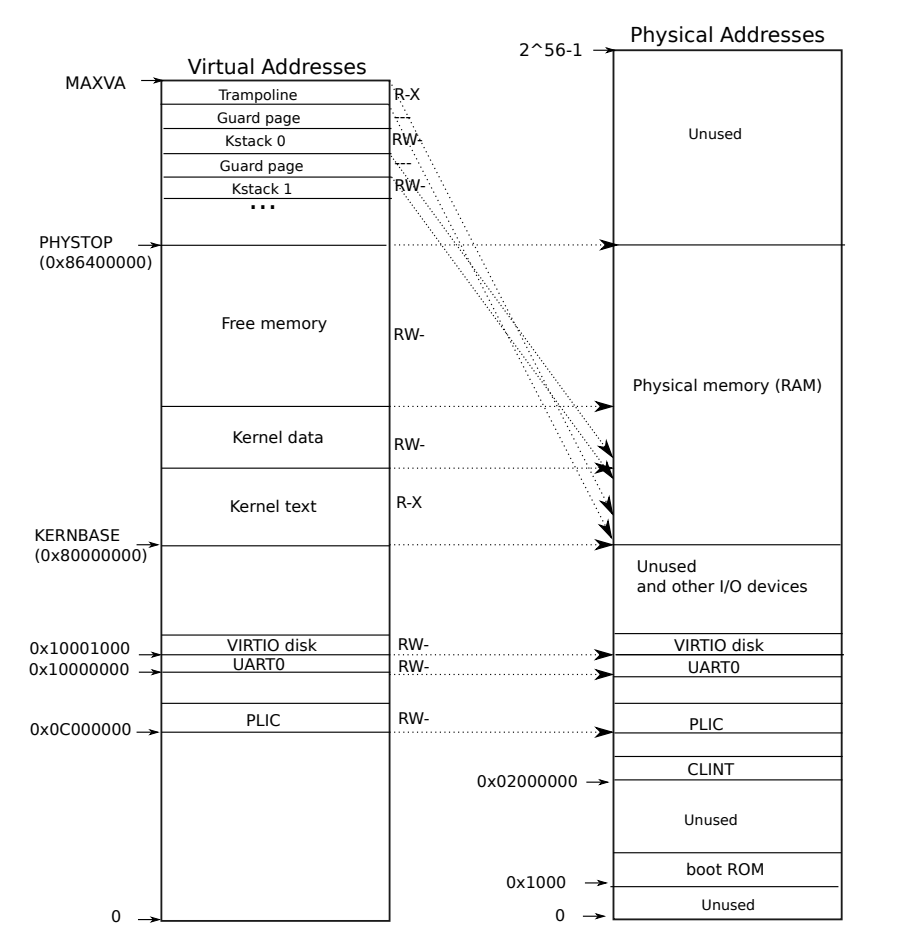 Virtual Addresses
MAXVA
Trampoline
R-X
Guard page
---
Kstack 0
RW-
Guard page
---
Kstack 1
RW-
...
PHYSTOP
(0x86400000)
Free memory
RW-
Kernel data
RW-
Kernel text
R-X
KERNBASE
(0x80000000)
VIRTIO disk
RW-
0x10001000
UART0
RW-
0x10000000
PLIC
RW-
0x0C000000
0
Physical Addresses
2^56-1
Unused
Physical memory (RAM)
Unused
and other I/O devices
VIRTIO disk
UART0
PLIC
CLINT
0x02000000
Unused
boot ROM
0x1000
Unused
0